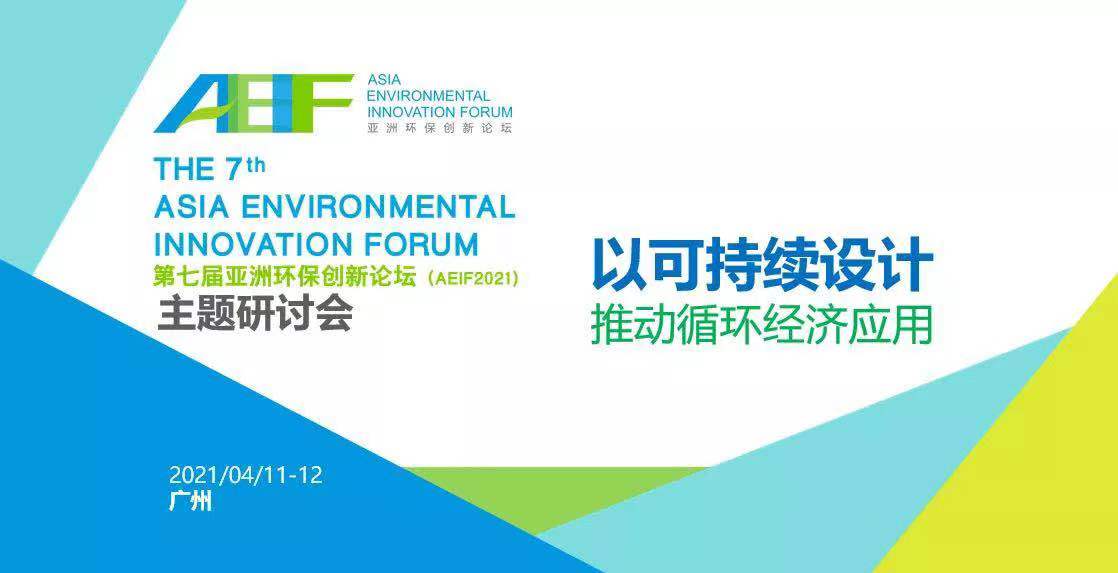 AEIF
ASIA
ENVIRONMENTAL
INNOVATION FORUM
亚洲环保创新论坛
THE 7th
ASIA ENVIRONMENTAL
INNOVATION FORUM
第七届亚洲环保创新论坛（AEIF2021）
主题研讨会
以可持续设计
推动循环经济应用
2021/04/11-12
广州